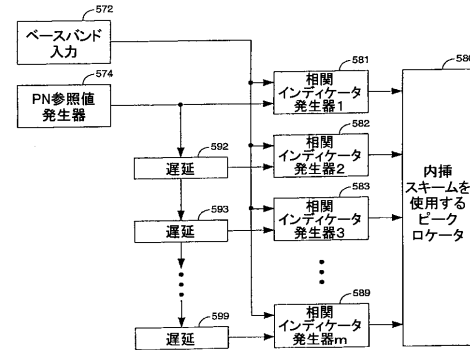 572
ベースバンド
入力
574
PN参照値
発生器
581
相関
インディケータ
発生器1
582
相関
インディケータ
発生器2
583
相関
インディケータ
発生器3
589
相関
インディケータ
発生器m
592
遅延
593
遅延
599
遅延
内挿
スキームを
使用する
ピーク
ロケータ